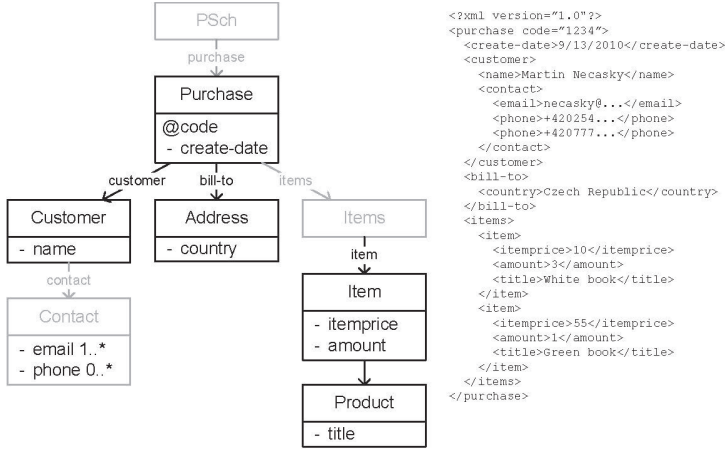 PSch
purchase
Purchase
@code
- create-date
customer
bill-to
items
Customer
- name
Address
- country
Items
contact
item
Contact
- email 1..*
- phone 0..*
Item
- itemprice
- amount
Product
- title
<?xml version="1.0"?>
<purchase code="1234">
<create-date>9/13/2010</create-date>
<customer>
<name>Martin Necasky</name>
<contact>
<email>necasky@...</email>
<phone>+420254...</phone>
<phone>+420777...</phone>
</contact>
</customer>
<bill-to>
<country>Czech Republic</country>
</bill-to>
<items>
<item>
<itemprice>10</itemprice>
<amount>3</amount>
<title>White book</title>
</item>
<item>
<itemprice>55</itemprice>
<amount>1</amount>
<title>Green book</title>
</item>
</items>
</purchase>